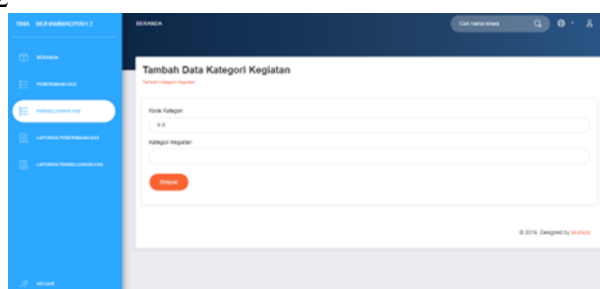 SMA MUHAMMADIYAH 2
BERANDA
Cari nama siswa
BERANDA
PENERIMAAN KAS
PENGELUARAN KAS
LAPORAN PENERIMAAN KAS
LAPORAN PENGELUARAN KAS
KELUAR
Tambah Data Kategori Kegiatan
Tambah Kategori Kegiatan
Kode Kategori
Kategori Kegiatan
Simpan
© 2019, Designed by